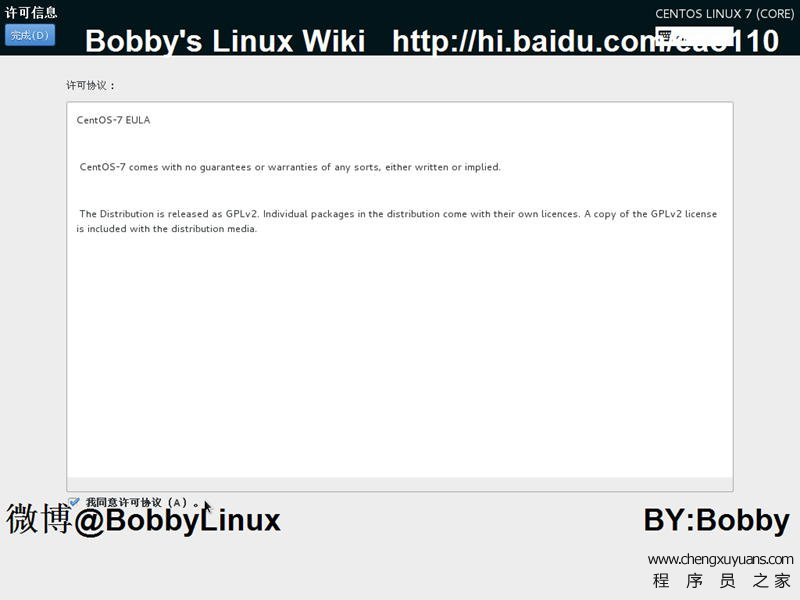 许可信息
CENTOS LINUX 7 (CORE)
完成(D)
Bobby's Linux Wiki http://hi.baidu.com/
110
许可协议：
CentOS-7 EULA
CentOS-7 comes with no guarantees or warranties of any sorts, either written or implied.
The Distribution is released as GPLv2. Individual packages in the distribution come with their own licences. A copy of the GPLv2 license
is included with the distribution media.
我同意许可协议（A）。
微博@BobbyLinux
BY:Bobby
www.chengxuyuans.com
程 序 员 之 家